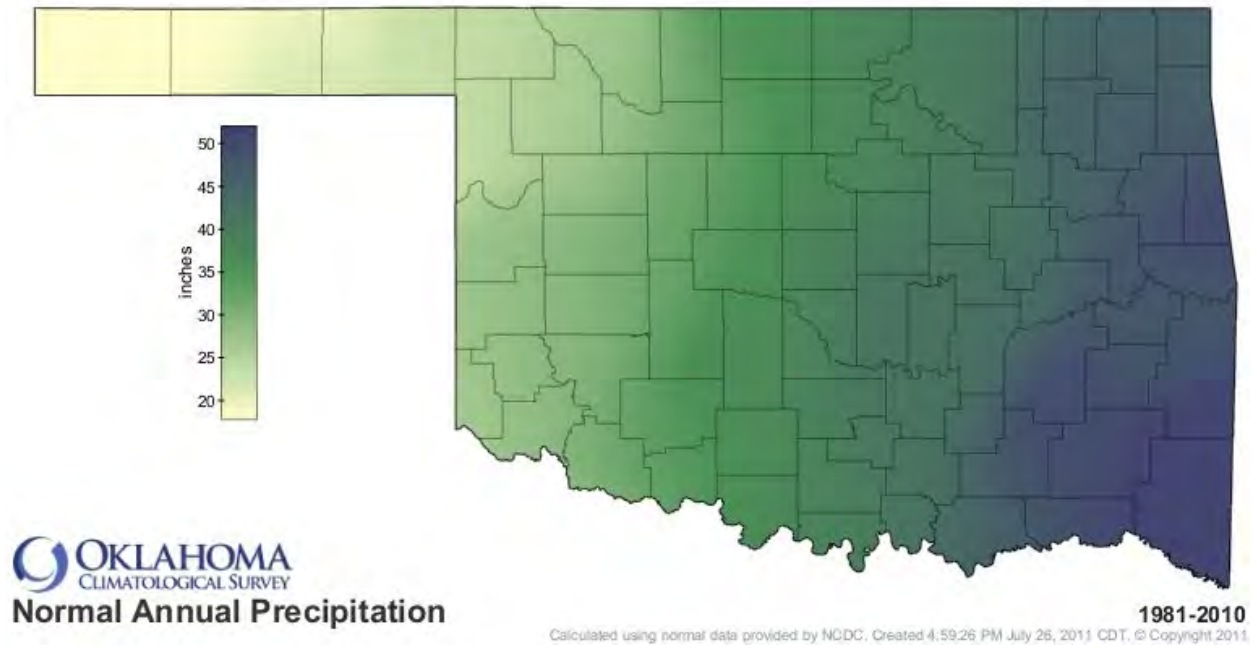 50
45
40
35
30
25
20
inches
OKLAHOMA
CLIMATOLOGICAL SURVEY
Normal Annual Precipitation
1981-2010
Calculated using normal data provided by NCDC. Created 4:59:26 PM July 26, 2011 CDT. © Copyright 2011